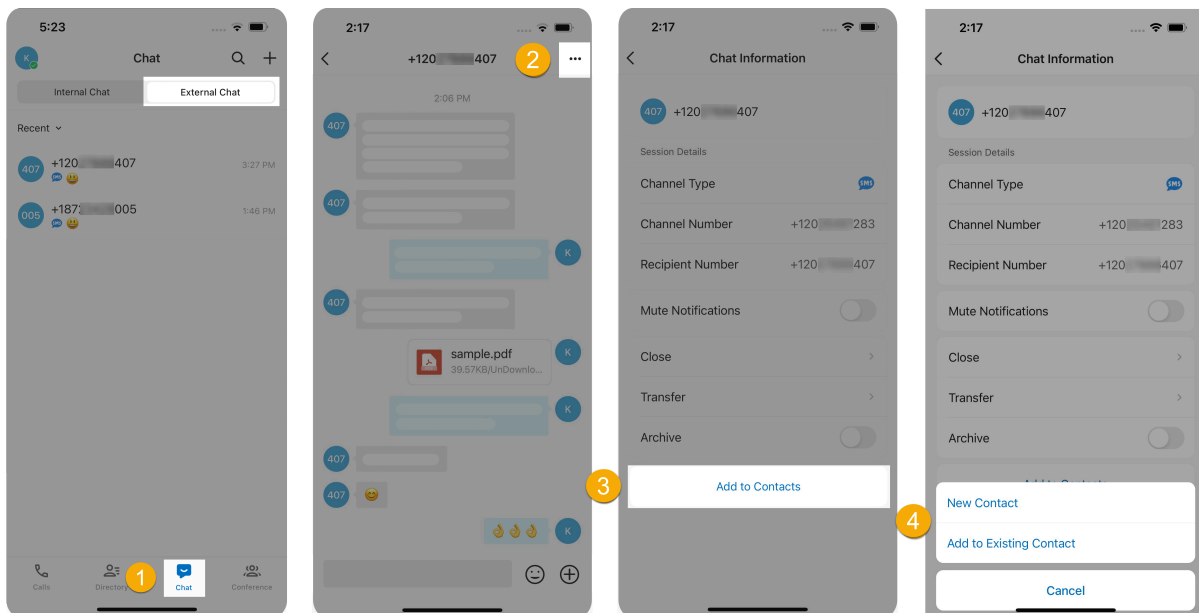 5:23
K
Chat
Internal Chat
External Chat
Recent
407
+120 407
3:27 PM
SMS
005
+187 005
1:46 PM
SMS
Calls
Directory
1
Chat
Conference
2:17
+120 407
2
•••
2:06 PM
407
407
K
407
sample.pdf
39.57KB/UnDownlo...
K
K
407
407
K
2:17
Chat Information
407
+120 407
Session Details
Channel Type
SMS
Channel Number
+120 283
Recipient Number
+120 407
Mute Notifications
Close
Transfer
Archive
3
Add to Contacts
2:17
Chat Information
407
+120 407
Session Details
Channel Type
SMS
Channel Number
+120 283
Recipient Number
+120 407
Mute Notifications
Close
Transfer
Archive
4
New Contact
Add to Existing Contact
Cancel